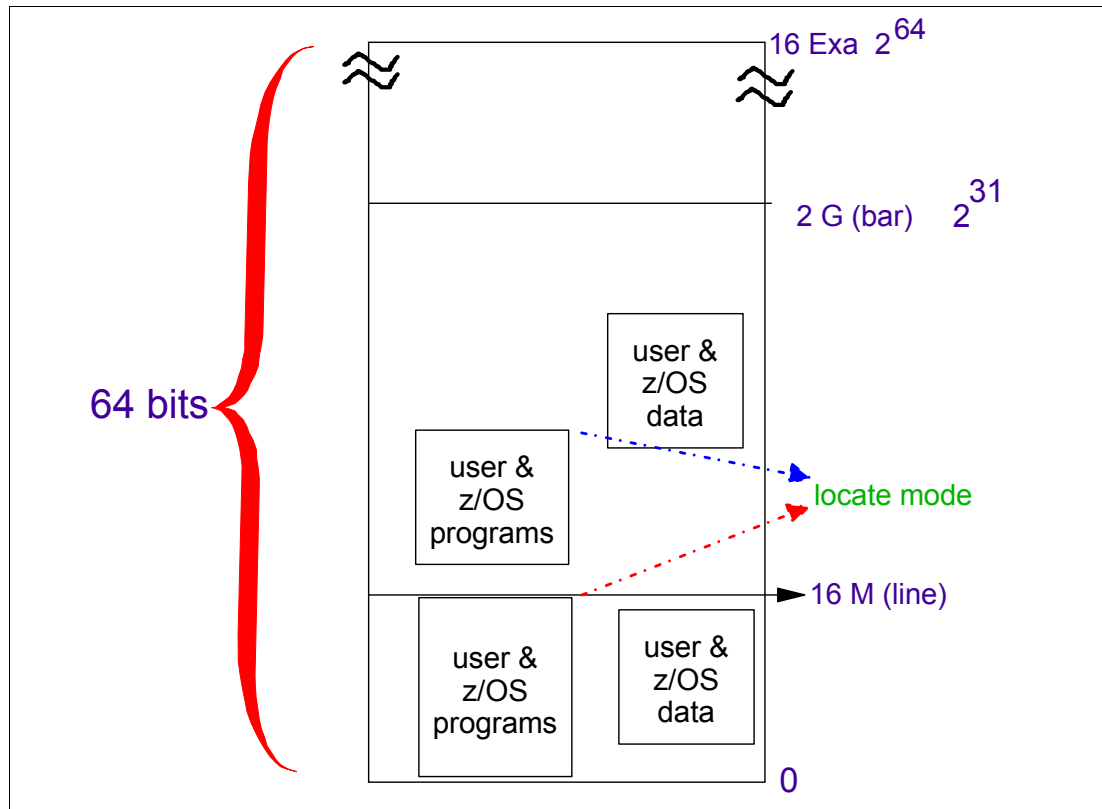 16 Exa 2^64
2 G (bar) 2^31
user &
z/OS
data
64 bits
user &
z/OS
programs
locate mode
16 M (line)
user &
z/OS
programs
user &
z/OS
data
0